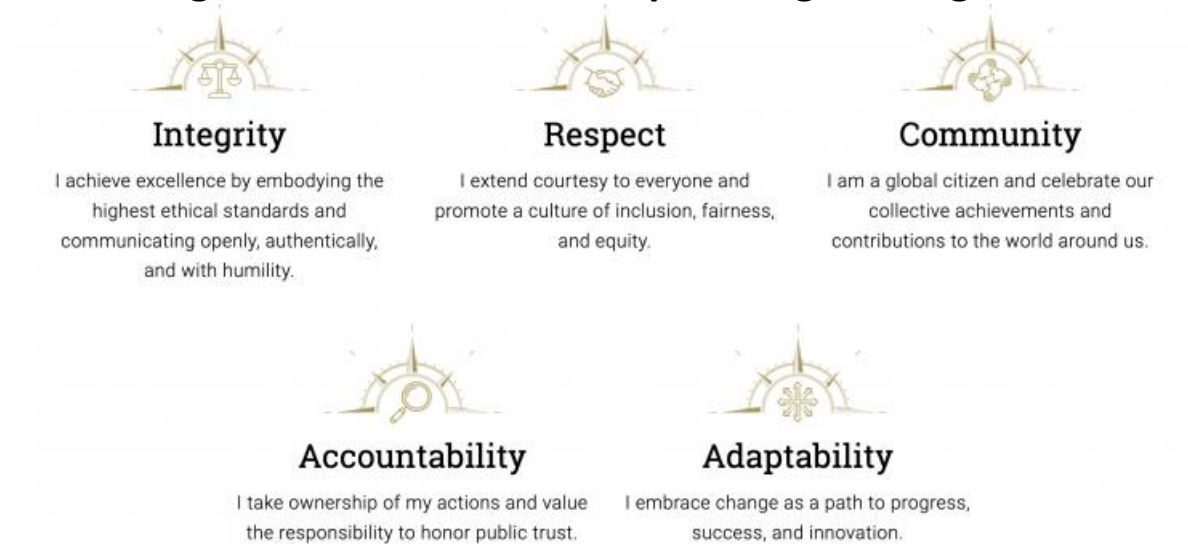 Integrity
I achieve excellence by embodying the
highest ethical standards and
communicating openly, authentically,
and with humility.
Respect
I extend courtesy to everyone and
promote a culture of inclusion, fairness,
and equity.
Community
I am a global citizen and celebrate our
collective achievements and
contributions to the world around us.
Accountability
I take ownership of my actions and value
the responsibility to honor public trust.
Adaptability
I embrace change as a path to progress,
success, and innovation.